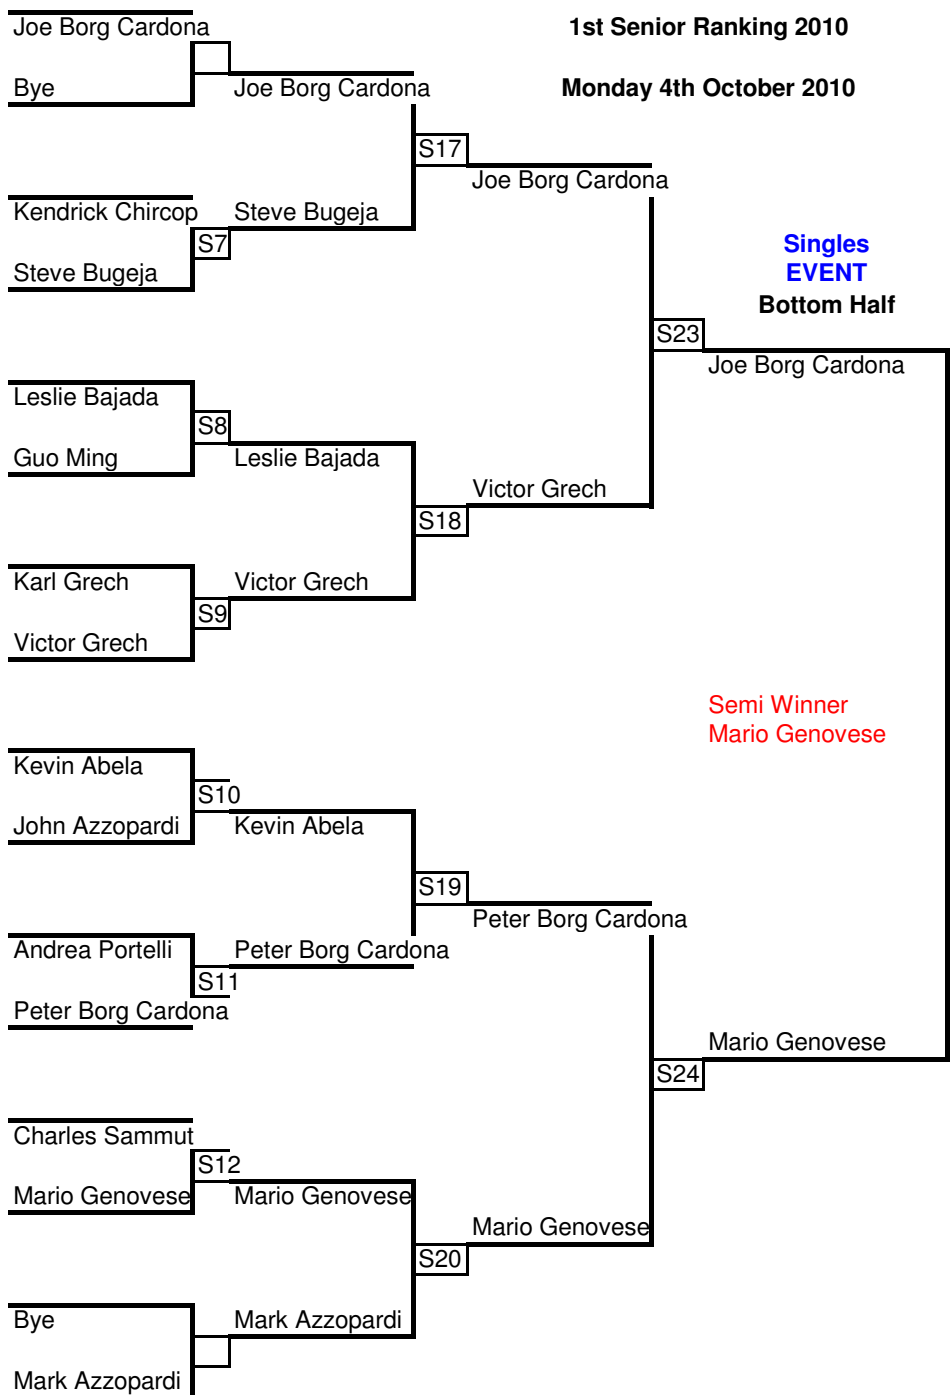 Joe Borg Cardona
1st Senior Ranking 2010
Bye
Joe Borg Cardona
Monday 4th October 2010
S17
Joe Borg Cardona
Kendrick Chircop
Steve Bugeja
S7
Singles
EVENT
Steve Bugeja
Bottom Half
S23
Joe Borg Cardona
Leslie Bajada
S8
Guo Ming
Leslie Bajada
Victor Grech
S18
Karl Grech
Victor Grech
S9
Victor Grech
Semi Winner
Mario Genovese
Kevin Abela
S10
John Azzopardi
Kevin Abela
S19
Peter Borg Cardona
Andrea Portelli
Peter Borg Cardona
S11
Peter Borg Cardona
Mario Genovese
S24
Charles Sammut
S12
Mario Genovese
Mario Genovese
Mario Genovese
S20
Bye
Mark Azzopardi
Mark Azzopardi